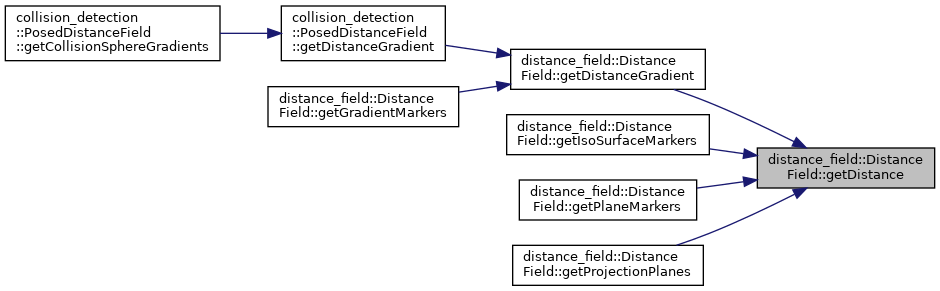 collision_detection
::PosedDistanceField
::getCollisionSphereGradients
collision_detection
::PosedDistanceField
::getDistanceGradient
distance_field::Distance
Field::getDistanceGradient
distance_field::Distance
Field::getGradientMarkers
distance_field::Distance
Field::getIsoSurfaceMarkers
distance_field::Distance
Field::getDistance
distance_field::Distance
Field::getPlaneMarkers
distance_field::Distance
Field::getProjectionPlanes